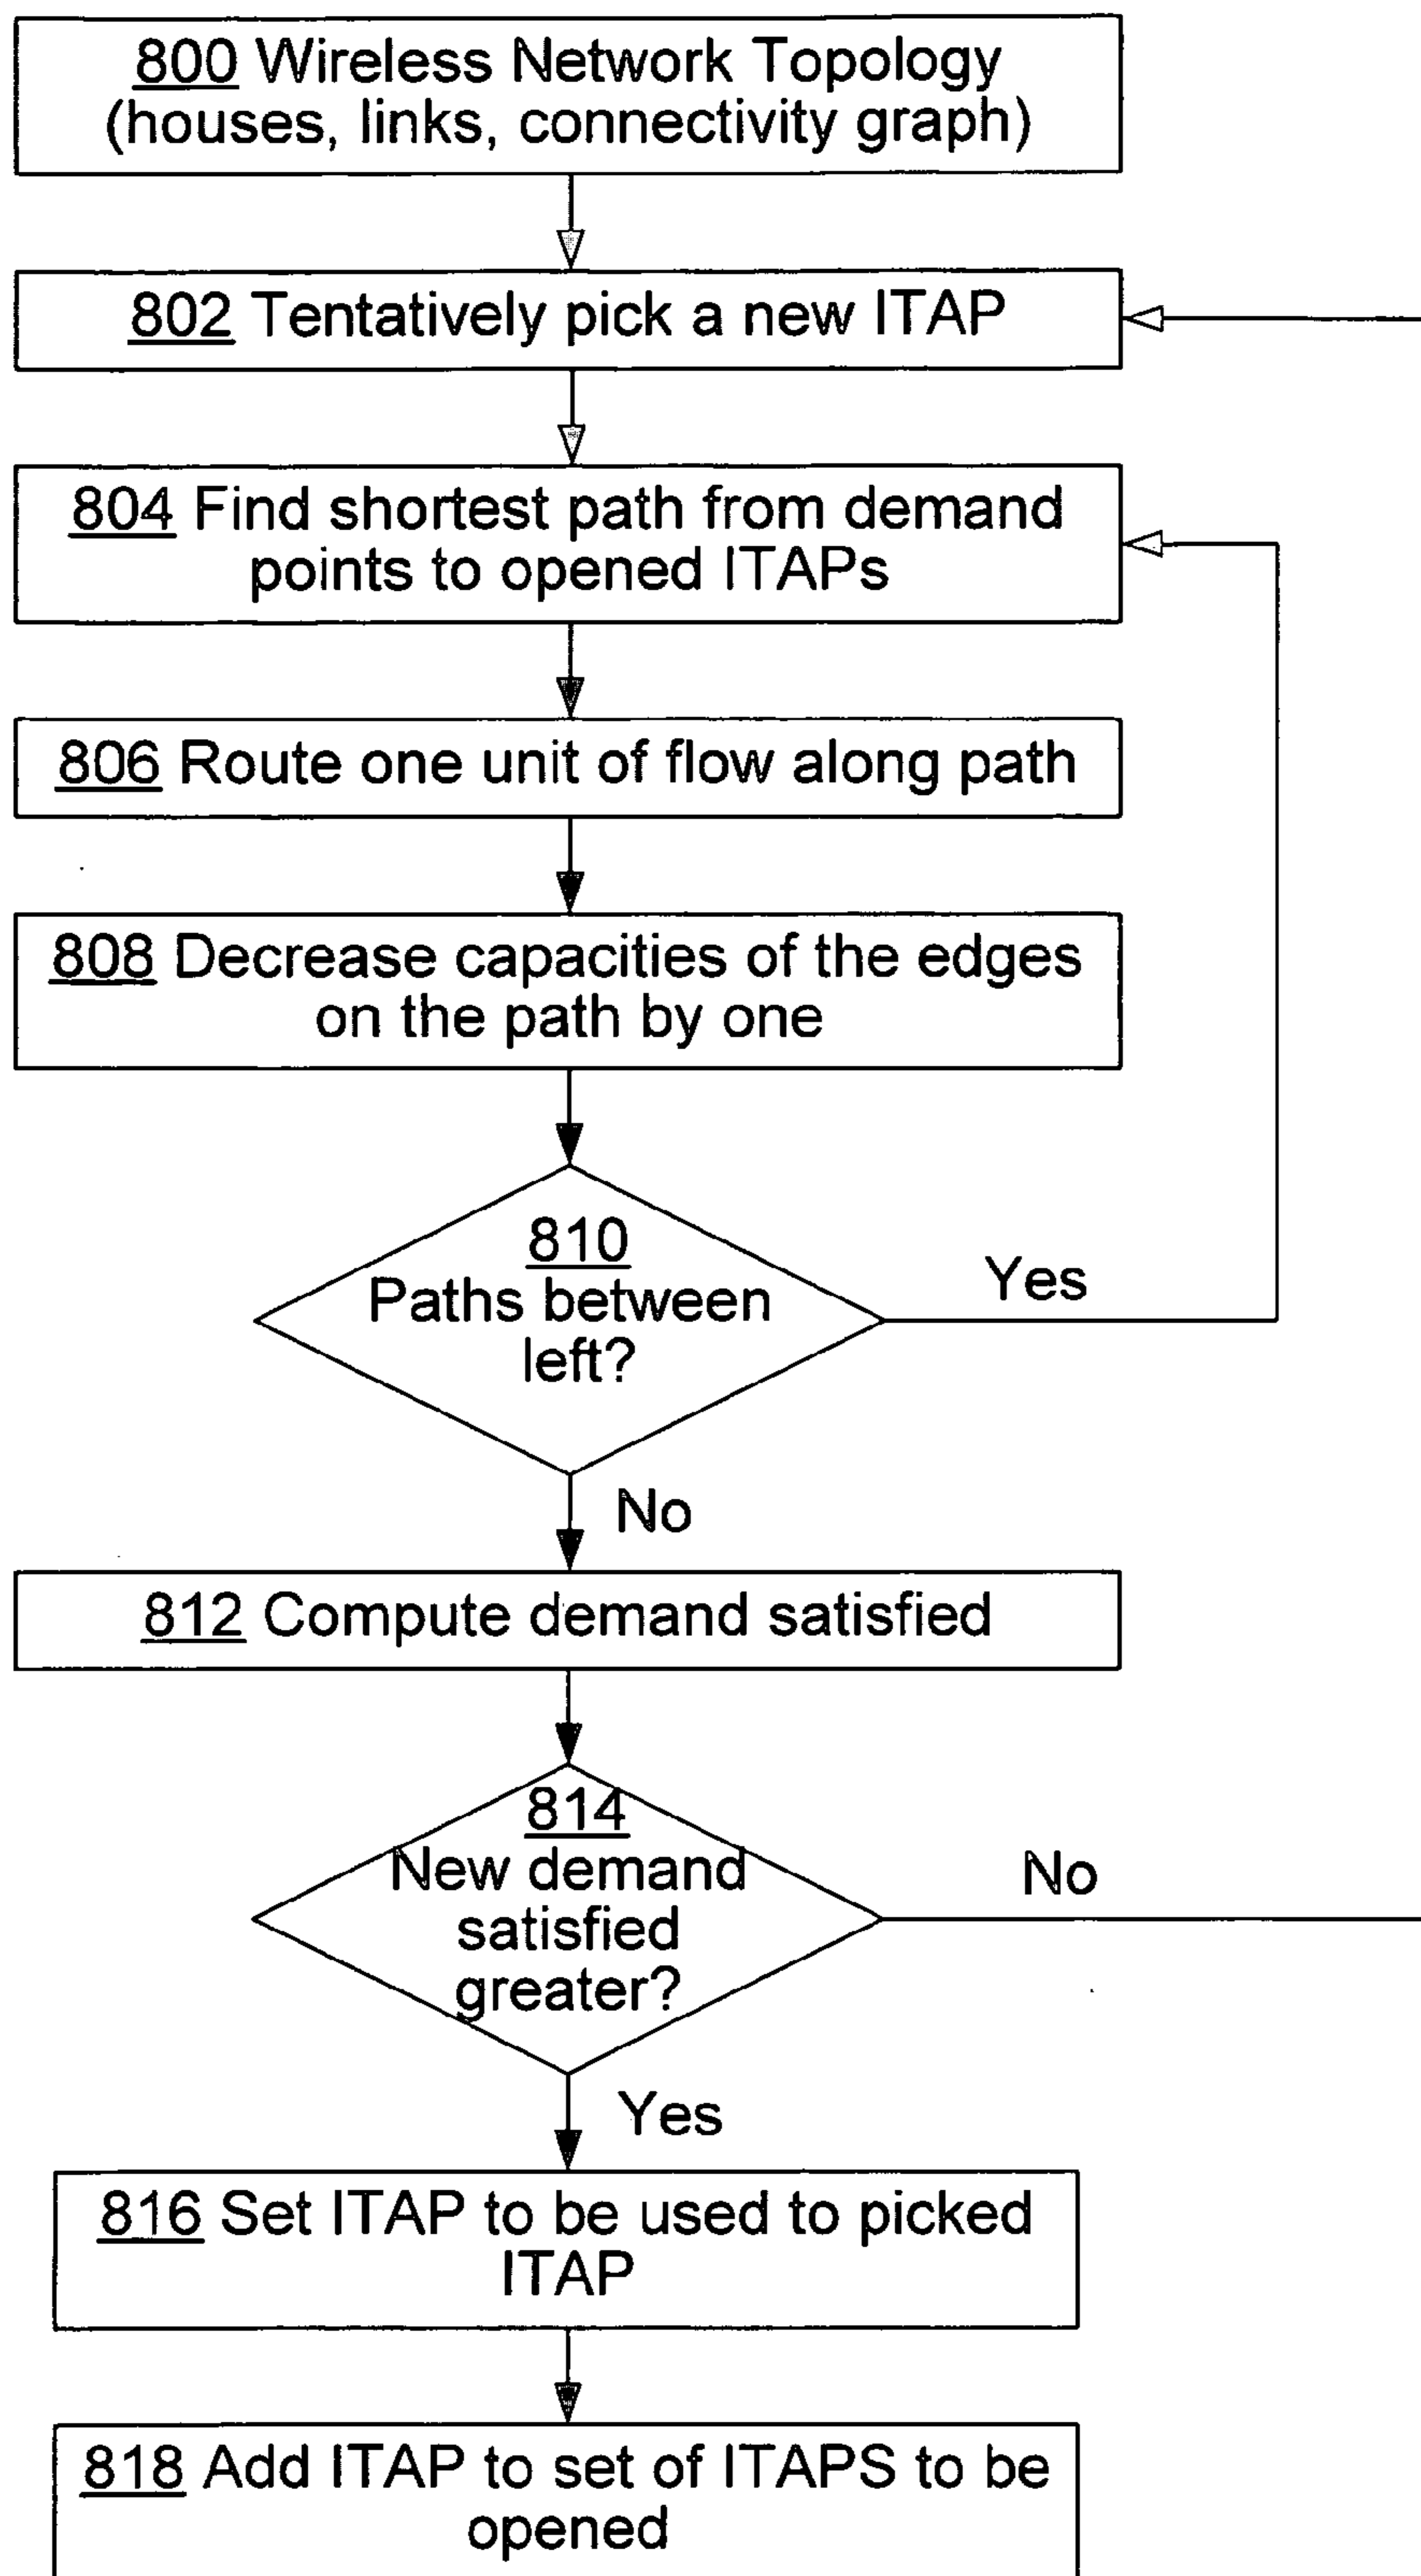 800 Wireless Network Topology
(houses, links, connectivity graph)
802 Tentatively pick a new ITAP
804 Find shortest path from demand
points to opened ITAPs
806 Route one unit of flow along path
808 Decrease capacities of the edges
on the path by one
810
Paths between
left?
Yes
No
812 Compute demand satisfied
814
New demand
satisfied
greater?
No
Yes
816 Set ITAP to be used to picked
ITAP
818 Add ITAP to set of ITAPS to be
opened